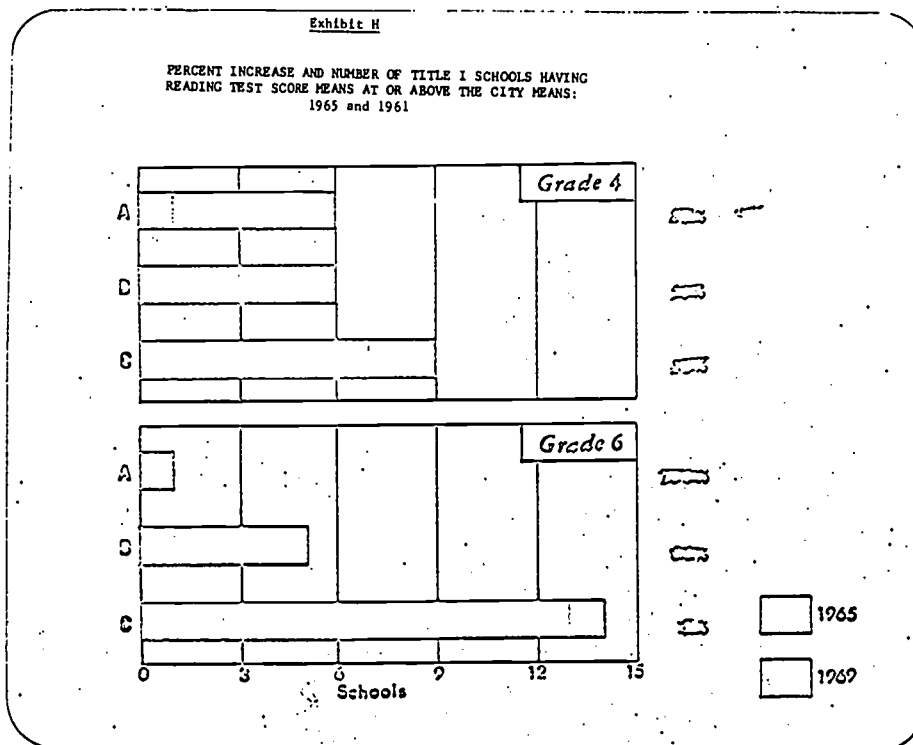 Exhibit H
PERCENT INCREASE AND NUMBER OF TITLE I SCHOOLS HAVING
READING TEST SCORE MEANS AT OR ABOVE THE CITY MEANS:
1965 and 1961
Grade 4
A
B
C
Grade 6
A
B
C
0 3 6 9 12 15
Schools
1965
1969